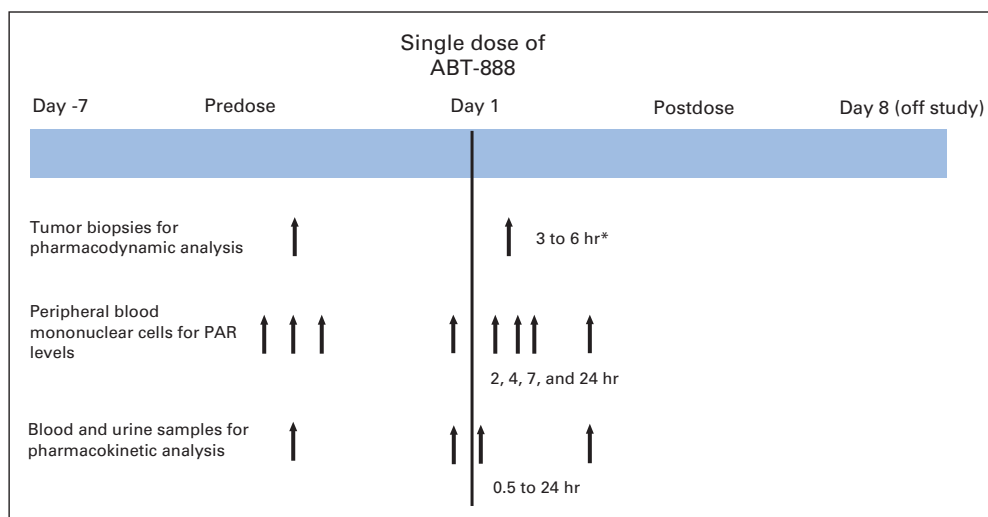 Single dose of
ABT-888
Day -7
Predose
Day 1
Postdose
Day 8 (off study)
Tumor biopsies for
pharmacodynamic analysis
3 to 6 hr*
Peripheral blood
mononuclear cells for PAR
levels
2, 4, 7, and 24 hr
Blood and urine samples for
pharmacokinetic analysis
0.5 to 24 hr